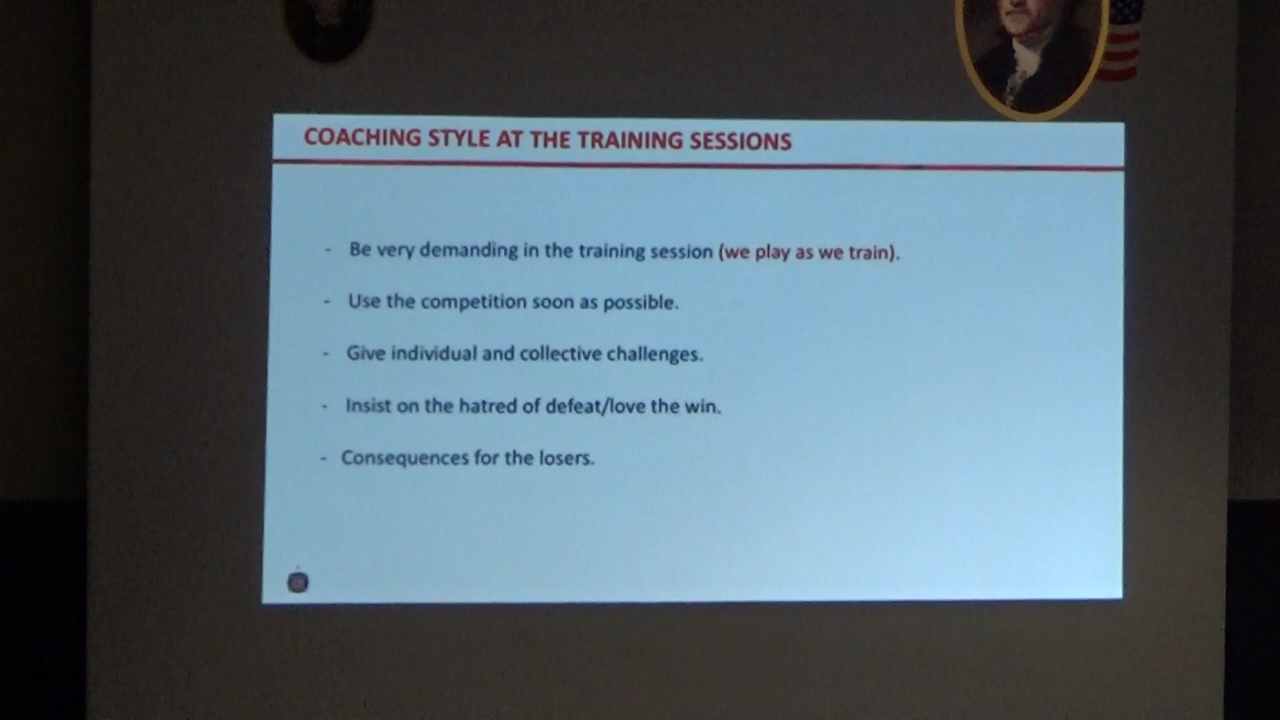 COACHING STYLE AT THE TRAINING SESSIONS
- Be very demanding in the training session (we play as we train).
- Use the competition soon as possible.
- Give individual and collective challenges.
- Insist on the hatred of defeat/love the win.
- Consequences for the losers.